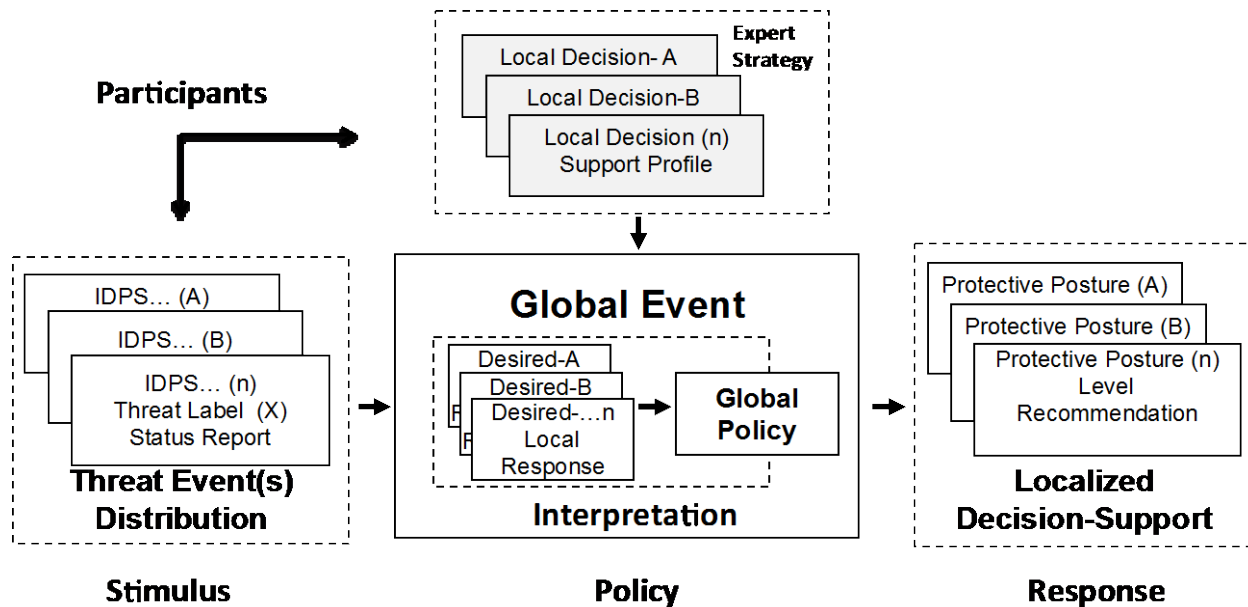 Expert
Strategy
Local Decision- A
Local Decision-B
Local Decision (n)
Support Profile
Participants
IDPS... (A)
IDPS... (B)
IDPS... (n)
Threat Label (X)
Status Report
Threat Event(s)
Distribution
Global Event
Desired-A
Desired-B
Desired-...n
Local
Response
Global
Policy
Interpretation
Protective Posture (A)
Protective Posture (B)
Protective Posture (n)
Level
Recommendation
Localized
Decision-Support
Stimulus
Policy
Response